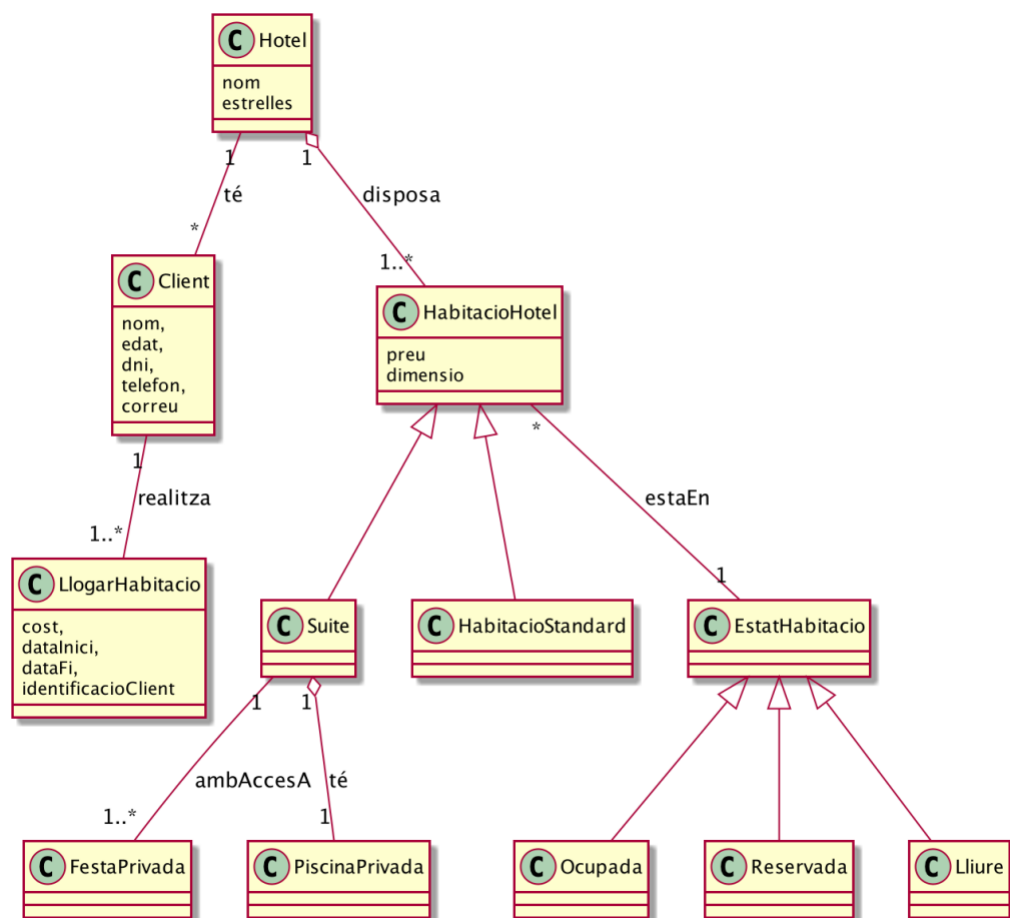 C Hotel
nom
estrelles
1
1
té
disposa
*
1..*
C Client
nom,
edat,
dni,
telefon,
correu
C HabitacioHotel
preu
dimensio
1
*
realitza
estaEn
1..*
1
C LlogarHabitacio
cost,
dataInici,
dataFi,
identificacioClient
C Suite
C HabitacioStandard
C EstatHabitacio
1
1
ambAccesA
té
1..*
1
C FestaPrivada
C PiscinaPrivada
C Ocupada
C Reservada
C Lliure